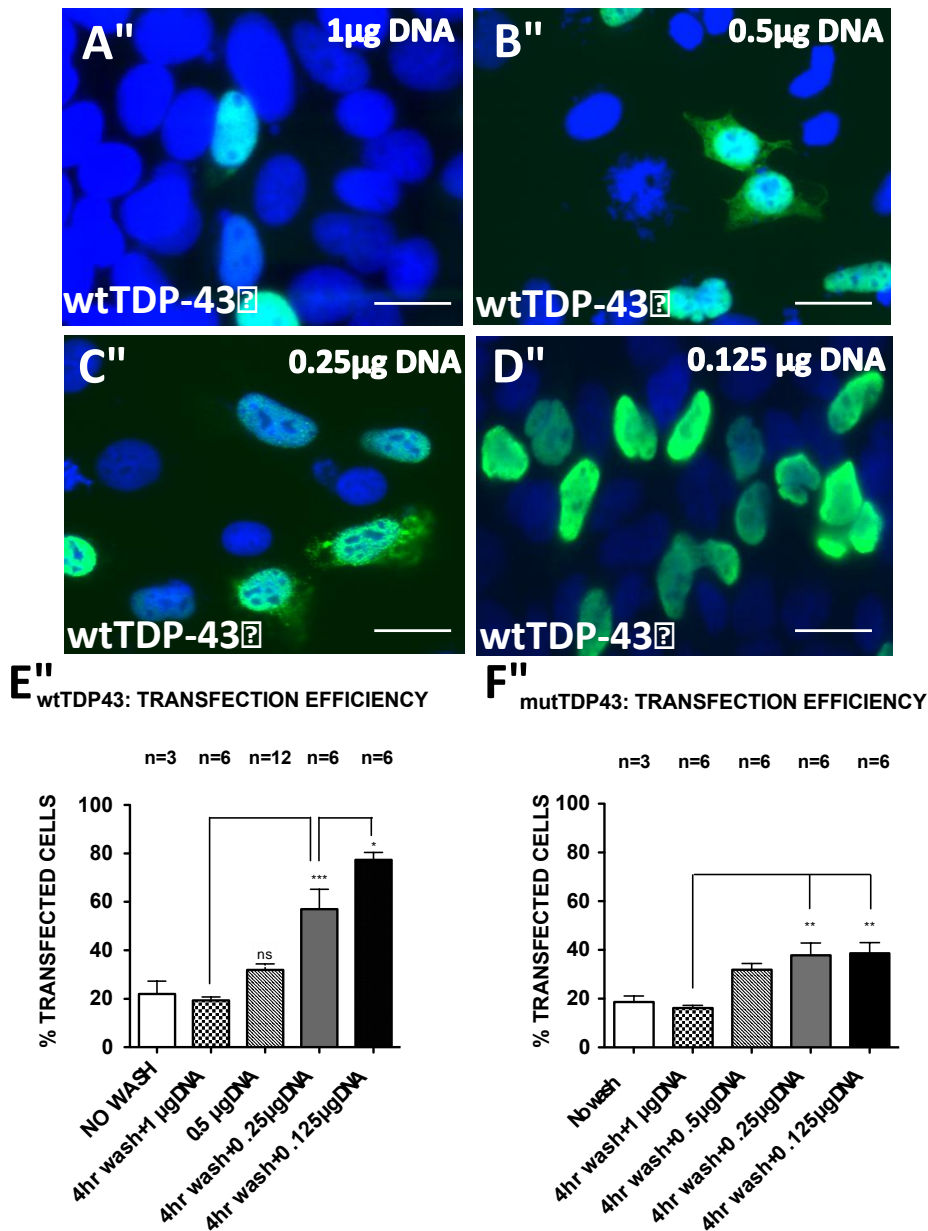 A"
1µg DNA
wtTDP-43
B"
0.5µg DNA
wtTDP-43
C"
0.25µg DNA
wtTDP-43
D"
0.125 µg DNA
wtTDP-43
E"
wtTDP43: TRANSFECTION EFFICIENCY
n=3 n=6 n=12 n=6 n=6
% TRANSFECTED CELLS
100
80
60
40
20
0
ns
***
*
NO WASH
4hr wash+1 µgDNA
0.5 µgDNA
4hr wash+0.25µgDNA
4hr wash+0.125µgDNA
F"
mutTDP43: TRANSFECTION EFFICIENCY
n=3 n=6 n=6 n=6 n=6
% TRANSFECTED CELLS
100
80
60
40
20
0
**
**
No wash
4hr wash+1 µgDNA
4hr wash+0.5µgDNA
4hr wash+0.25µgDNA
4hr wash+0.125µgDNA